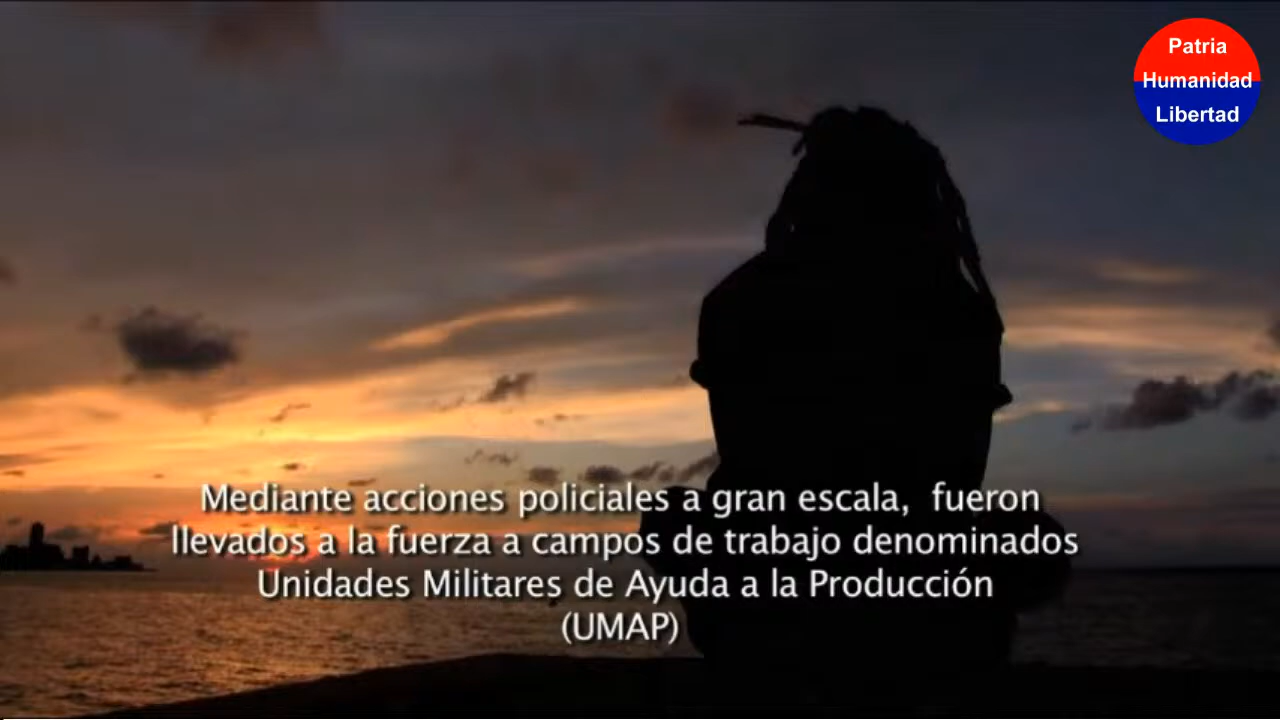 Patria
Humanidad
Libertad
Mediante acciones policiales a gran escala, fueron
llevados a la fuerza a campos de trabajo denominados
Unidades Militares de Ayuda a la Producción
(UMAP)